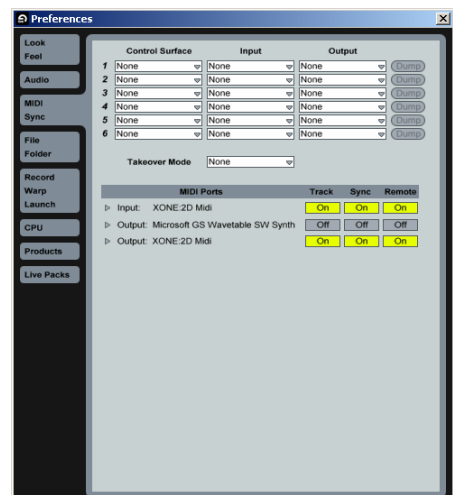 Preferences
Look
Feel
Audio
MIDI
Sync
File
Folder
Record
Warp
Launch
CPU
Products
Live Packs
Control Surface Input Output
1 None None None Dump
2 None None None Dump
3 None None None Dump
4 None None None Dump
5 None None None Dump
6 None None None Dump
Takeover Mode None
MIDI Ports Track Sync Remote
Input: XONE:2D Midi On On On
Output: Microsoft GS Wavetable SW Synth Off Off Off
Output: XONE:2D Midi On On On